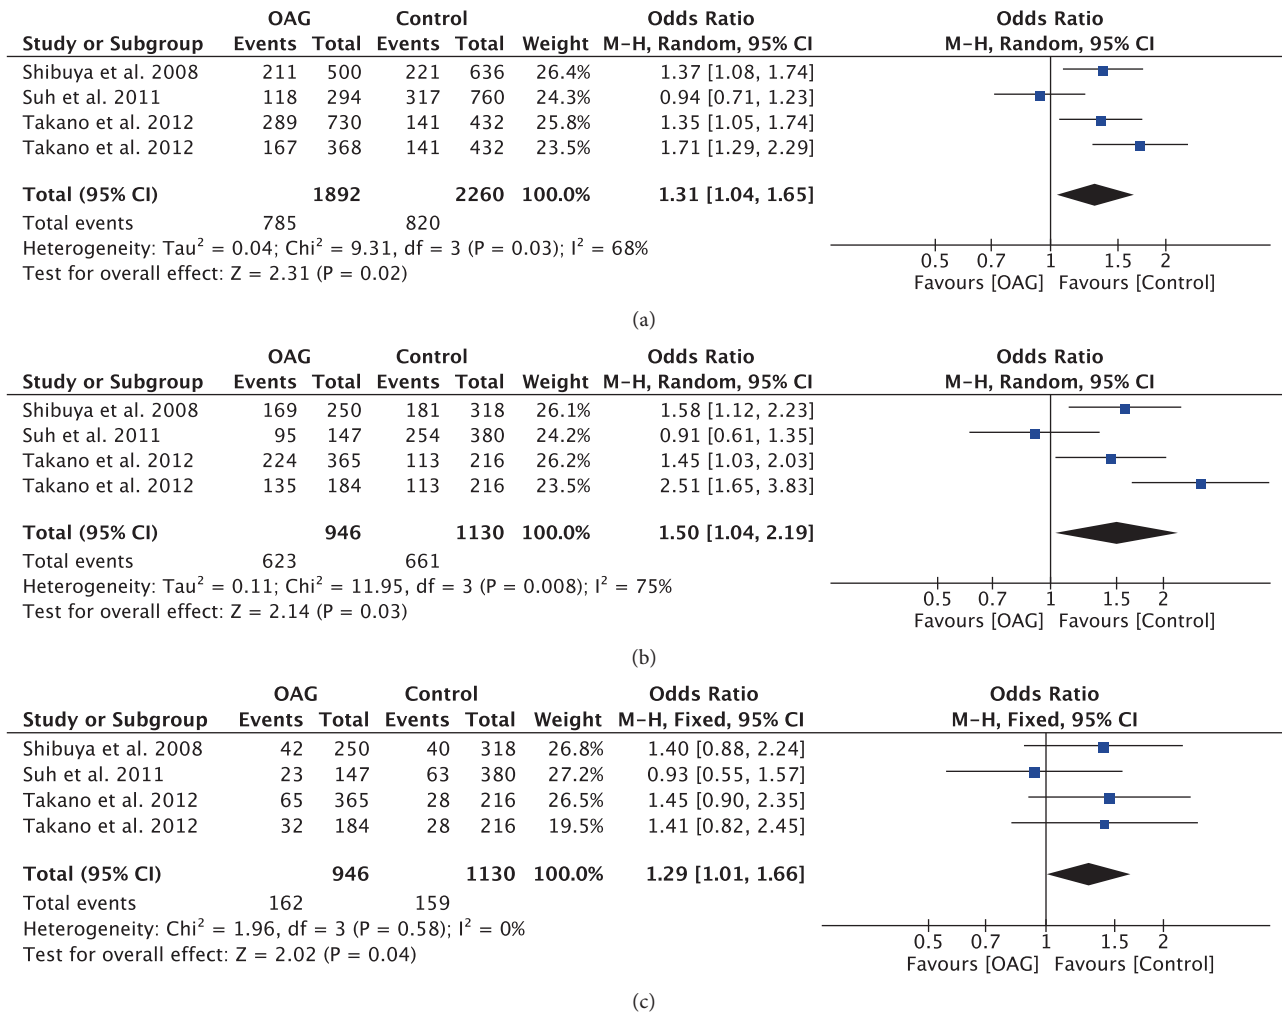 OAG Control Odds Ratio Odds Ratio
Study or Subgroup Events Total Events Total Weight M–H, Random, 95% CI M–H, Random, 95% CI
Shibuya et al. 2008 211 500 221 636 26.4% 1.37 [1.08, 1.74]
Suh et al. 2011 118 294 317 760 24.3% 0.94 [0.71, 1.23]
Takano et al. 2012 289 730 141 432 25.8% 1.35 [1.05, 1.74]
Takano et al. 2012 167 368 141 432 23.5% 1.71 [1.29, 2.29]
Total (95% CI) 1892 2260 100.0% 1.31 [1.04, 1.65]
Total events 785 820
Heterogeneity: Tau² = 0.04; Chi² = 9.31, df = 3 (P = 0.03); I² = 68%
Test for overall effect: Z = 2.31 (P = 0.02)
0.5 0.7 1 1.5 2
Favours [OAG] Favours [Control]
(a)
OAG Control Odds Ratio Odds Ratio
Study or Subgroup Events Total Events Total Weight M–H, Random, 95% CI M–H, Random, 95% CI
Shibuya et al. 2008 169 250 181 318 26.1% 1.58 [1.12, 2.23]
Suh et al. 2011 95 147 254 380 24.2% 0.91 [0.61, 1.35]
Takano et al. 2012 224 365 113 216 26.2% 1.45 [1.03, 2.03]
Takano et al. 2012 135 184 113 216 23.5% 2.51 [1.65, 3.83]
Total (95% CI) 946 1130 100.0% 1.50 [1.04, 2.19]
Total events 623 661
Heterogeneity: Tau² = 0.11; Chi² = 11.95, df = 3 (P = 0.008); I² = 75%
Test for overall effect: Z = 2.14 (P = 0.03)
0.5 0.7 1 1.5 2
Favours [OAG] Favours [Control]
(b)
OAG Control Odds Ratio Odds Ratio
Study or Subgroup Events Total Events Total Weight M–H, Fixed, 95% CI M–H, Fixed, 95% CI
Shibuya et al. 2008 42 250 40 318 26.8% 1.40 [0.88, 2.24]
Suh et al. 2011 23 147 63 380 27.2% 0.93 [0.55, 1.57]
Takano et al. 2012 65 365 28 216 26.5% 1.45 [0.90, 2.35]
Takano et al. 2012 32 184 28 216 19.5% 1.41 [0.82, 2.45]
Total (95% CI) 946 1130 100.0% 1.29 [1.01, 1.66]
Total events 162 159
Heterogeneity: Chi² = 1.96, df = 3 (P = 0.58); I² = 0%
Test for overall effect: Z = 2.02 (P = 0.04)
0.5 0.7 1 1.5 2
Favours [OAG] Favours [Control]
(c)